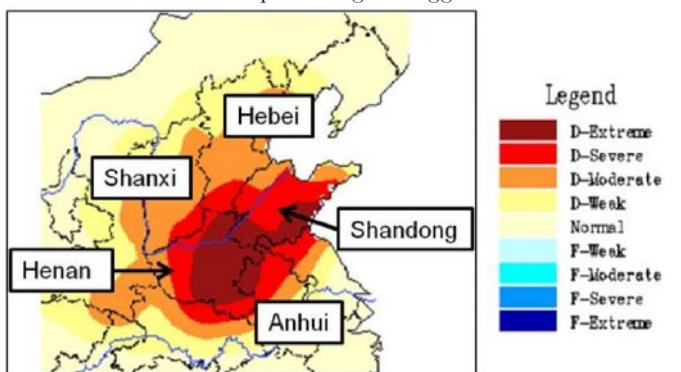 Hebei
Shanxi
Shandong
Henan
Anhui
Legend
D-Extreme
D-Severe
D-Moderate
D-Weak
Normal
F-Weak
F-Moderate
F-Severe
F-Extreme